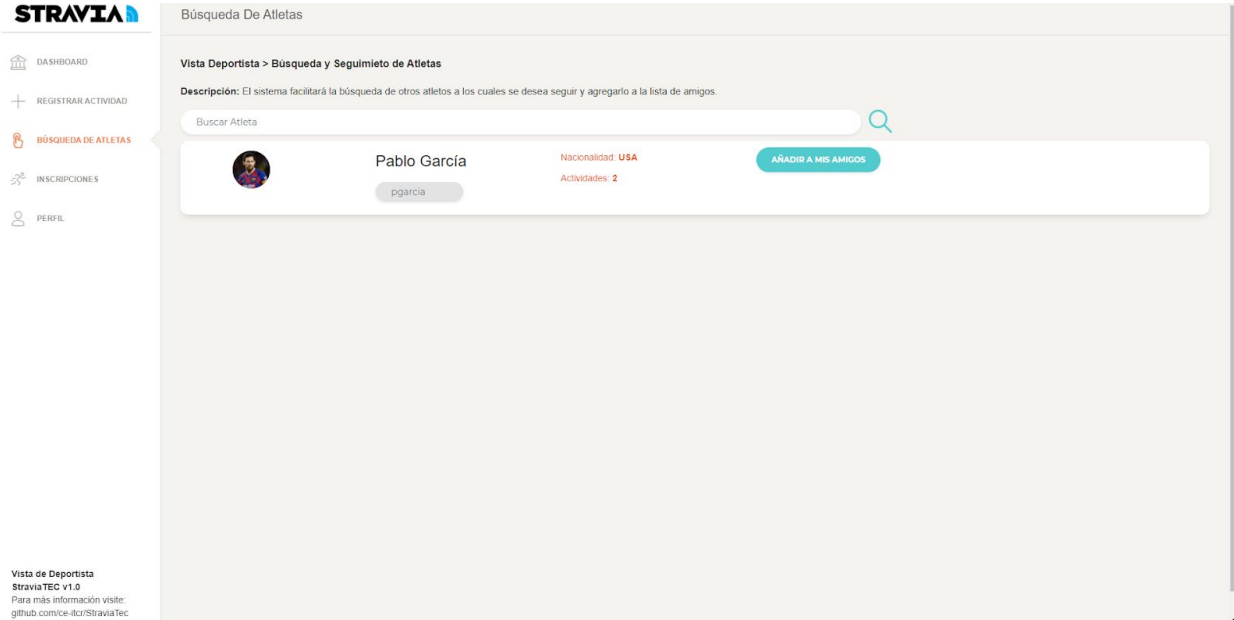 STRAVIA
Búsqueda De Atletas
DASHBOARD
REGISTRAR ACTIVIDAD
BÚSQUEDA DE ATLETAS
INSCRIPCIONES
PERFIL
Vista Deportista > Búsqueda y Seguimieto de Atletas
Descripción: El sistema facilitará la búsqueda de otros atletos a los cuales se desea seguir y agregarlo a la lista de amigos.
Buscar Atleta
Pablo García
pgarcia
Nacionalidad: USA
Actividades: 2
AÑADIR A MIS AMIGOS
Vista de Deportista
StraviaTEC v1.0
Para más información visite:
github.com/ce-itcr/StraviaTec